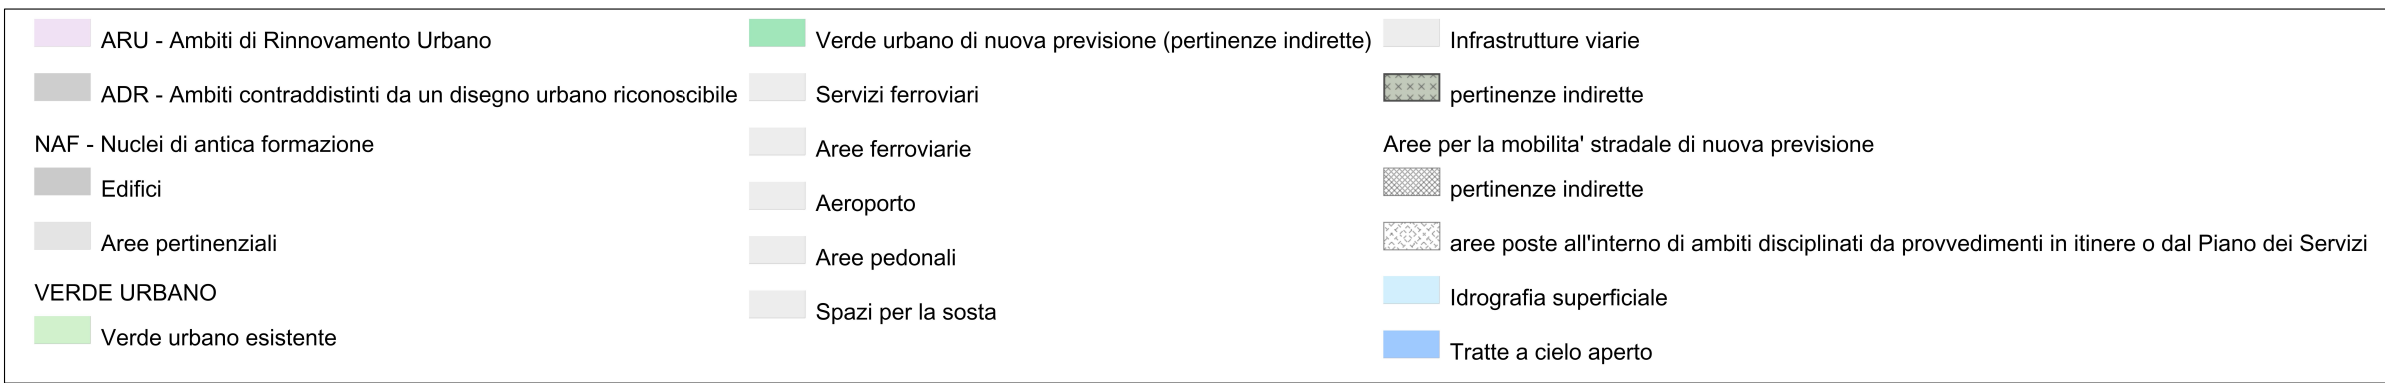 ARU - Ambiti di Rinnovamento Urbano
ADR - Ambiti contraddistinti da un disegno urbano riconoscibile
NAF - Nuclei di antica formazione
Edifici
Aree pertinenziali
VERDE URBANO
Verde urbano esistente
Verde urbano di nuova previsione (pertinenze indirette)
Servizi ferroviari
Aree ferroviarie
Aeroporto
Aree pedonali
Spazi per la sosta
Infrastrutture viarie
pertinenze indirette
Aree per la mobilita' stradale di nuova previsione
pertinenze indirette
aree poste all'interno di ambiti disciplinati da provvedimenti in itinere o dal Piano dei Servizi
Idrografia superficiale
Tratte a cielo aperto